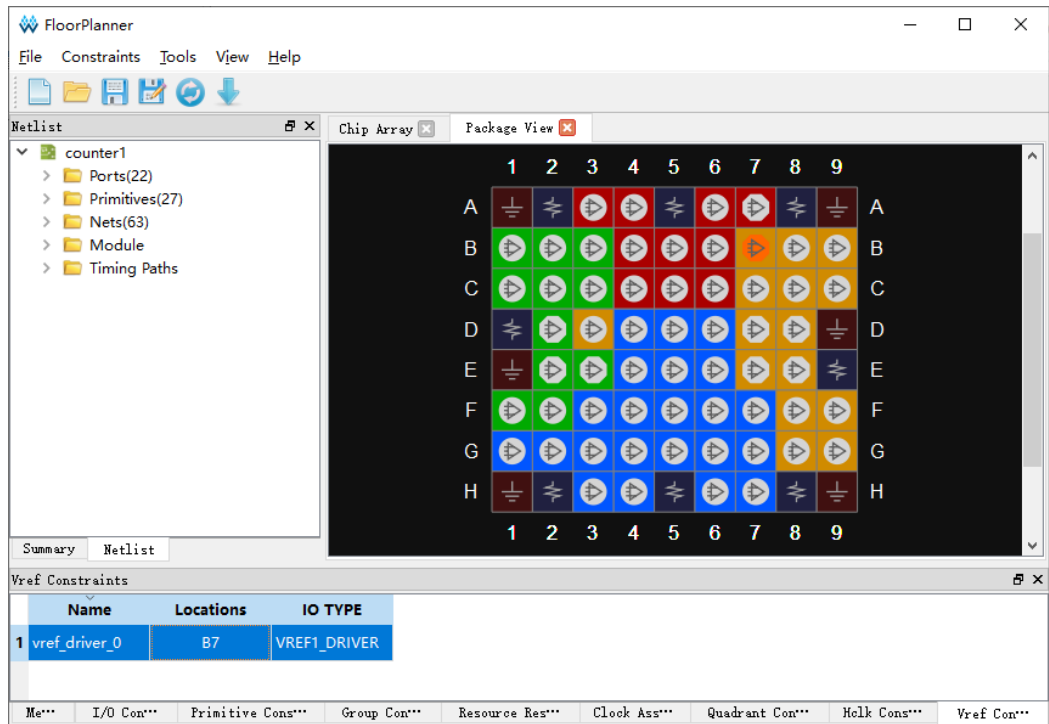 FloorPlanner
File Constraints Tools View Help
Netlist
Chip Array Package View
counter1
Ports(22)
Primitives(27)
Nets(63)
Module
Timing Paths
1 2 3 4 5 6 7 8 9
A A
B B
C C
D D
E E
F F
G G
H H
1 2 3 4 5 6 7 8 9
Summary Netlist
Vref Constraints
Name Locations IO TYPE
1 vref_driver_0 B7 VREF1_DRIVER
Me... I/O Con... Primitive Cons... Group Con... Resource Res... Clock Ass... Quadrant Con... Hclk Cons... Vref Con...